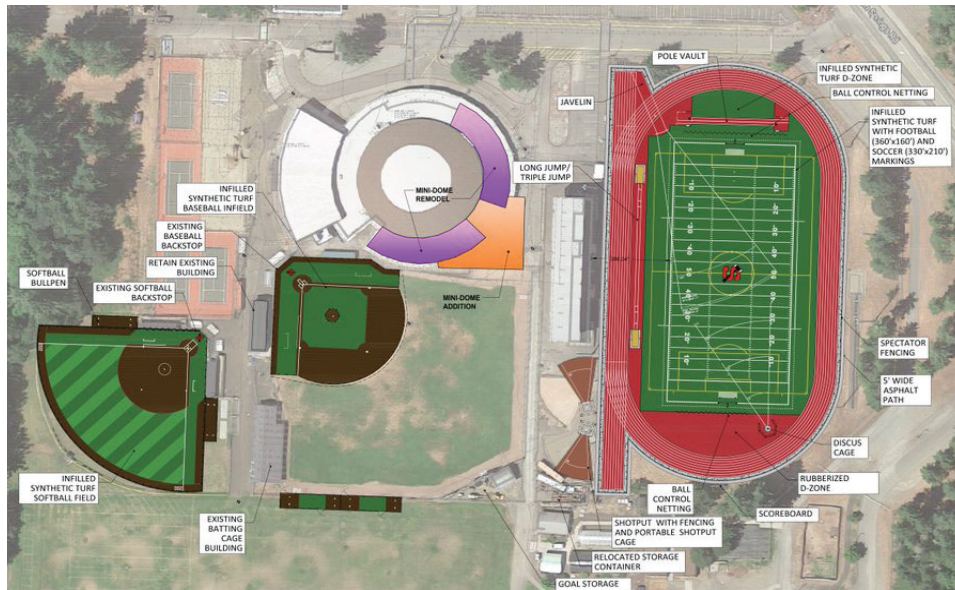 POLE VAULT
INFILLED SYNTHETIC
TURF D-ZONE
BALL CONTROL NETTING
JAVELIN
INFILLED
SYNTHETIC TURF
WITH FOOTBALL
(360'x160') AND
SOCCER (330'x210')
MARKINGS
LONG JUMP/
TRIPLE JUMP
MINI-DOME
REMODEL
INFILLED
SYNTHETIC TURF
BASEBALL INFIELD
EXISTING
BASEBALL
BACKSTOP
RETAIN EXISTING
BUILDING
SOFTBALL
BULLPEN
EXISTING SOFTBALL
BACKSTOP
MINI-DOME
ADDITION
SPECTATOR
FENCING
5' WIDE
ASPHALT
PATH
DISCUS
CAGE
RUBBERIZED
D-ZONE
INFILLED
SYNTHETIC TURF
SOFTBALL FIELD
EXISTING
BATTING
CAGE
BUILDING
BALL
CONTROL
NETTING
SCOREBOARD
SHOTPUT WITH FENCING
AND PORTABLE SHOTPUT
CAGE
RELOCATED STORAGE
CONTAINER
GOAL STORAGE